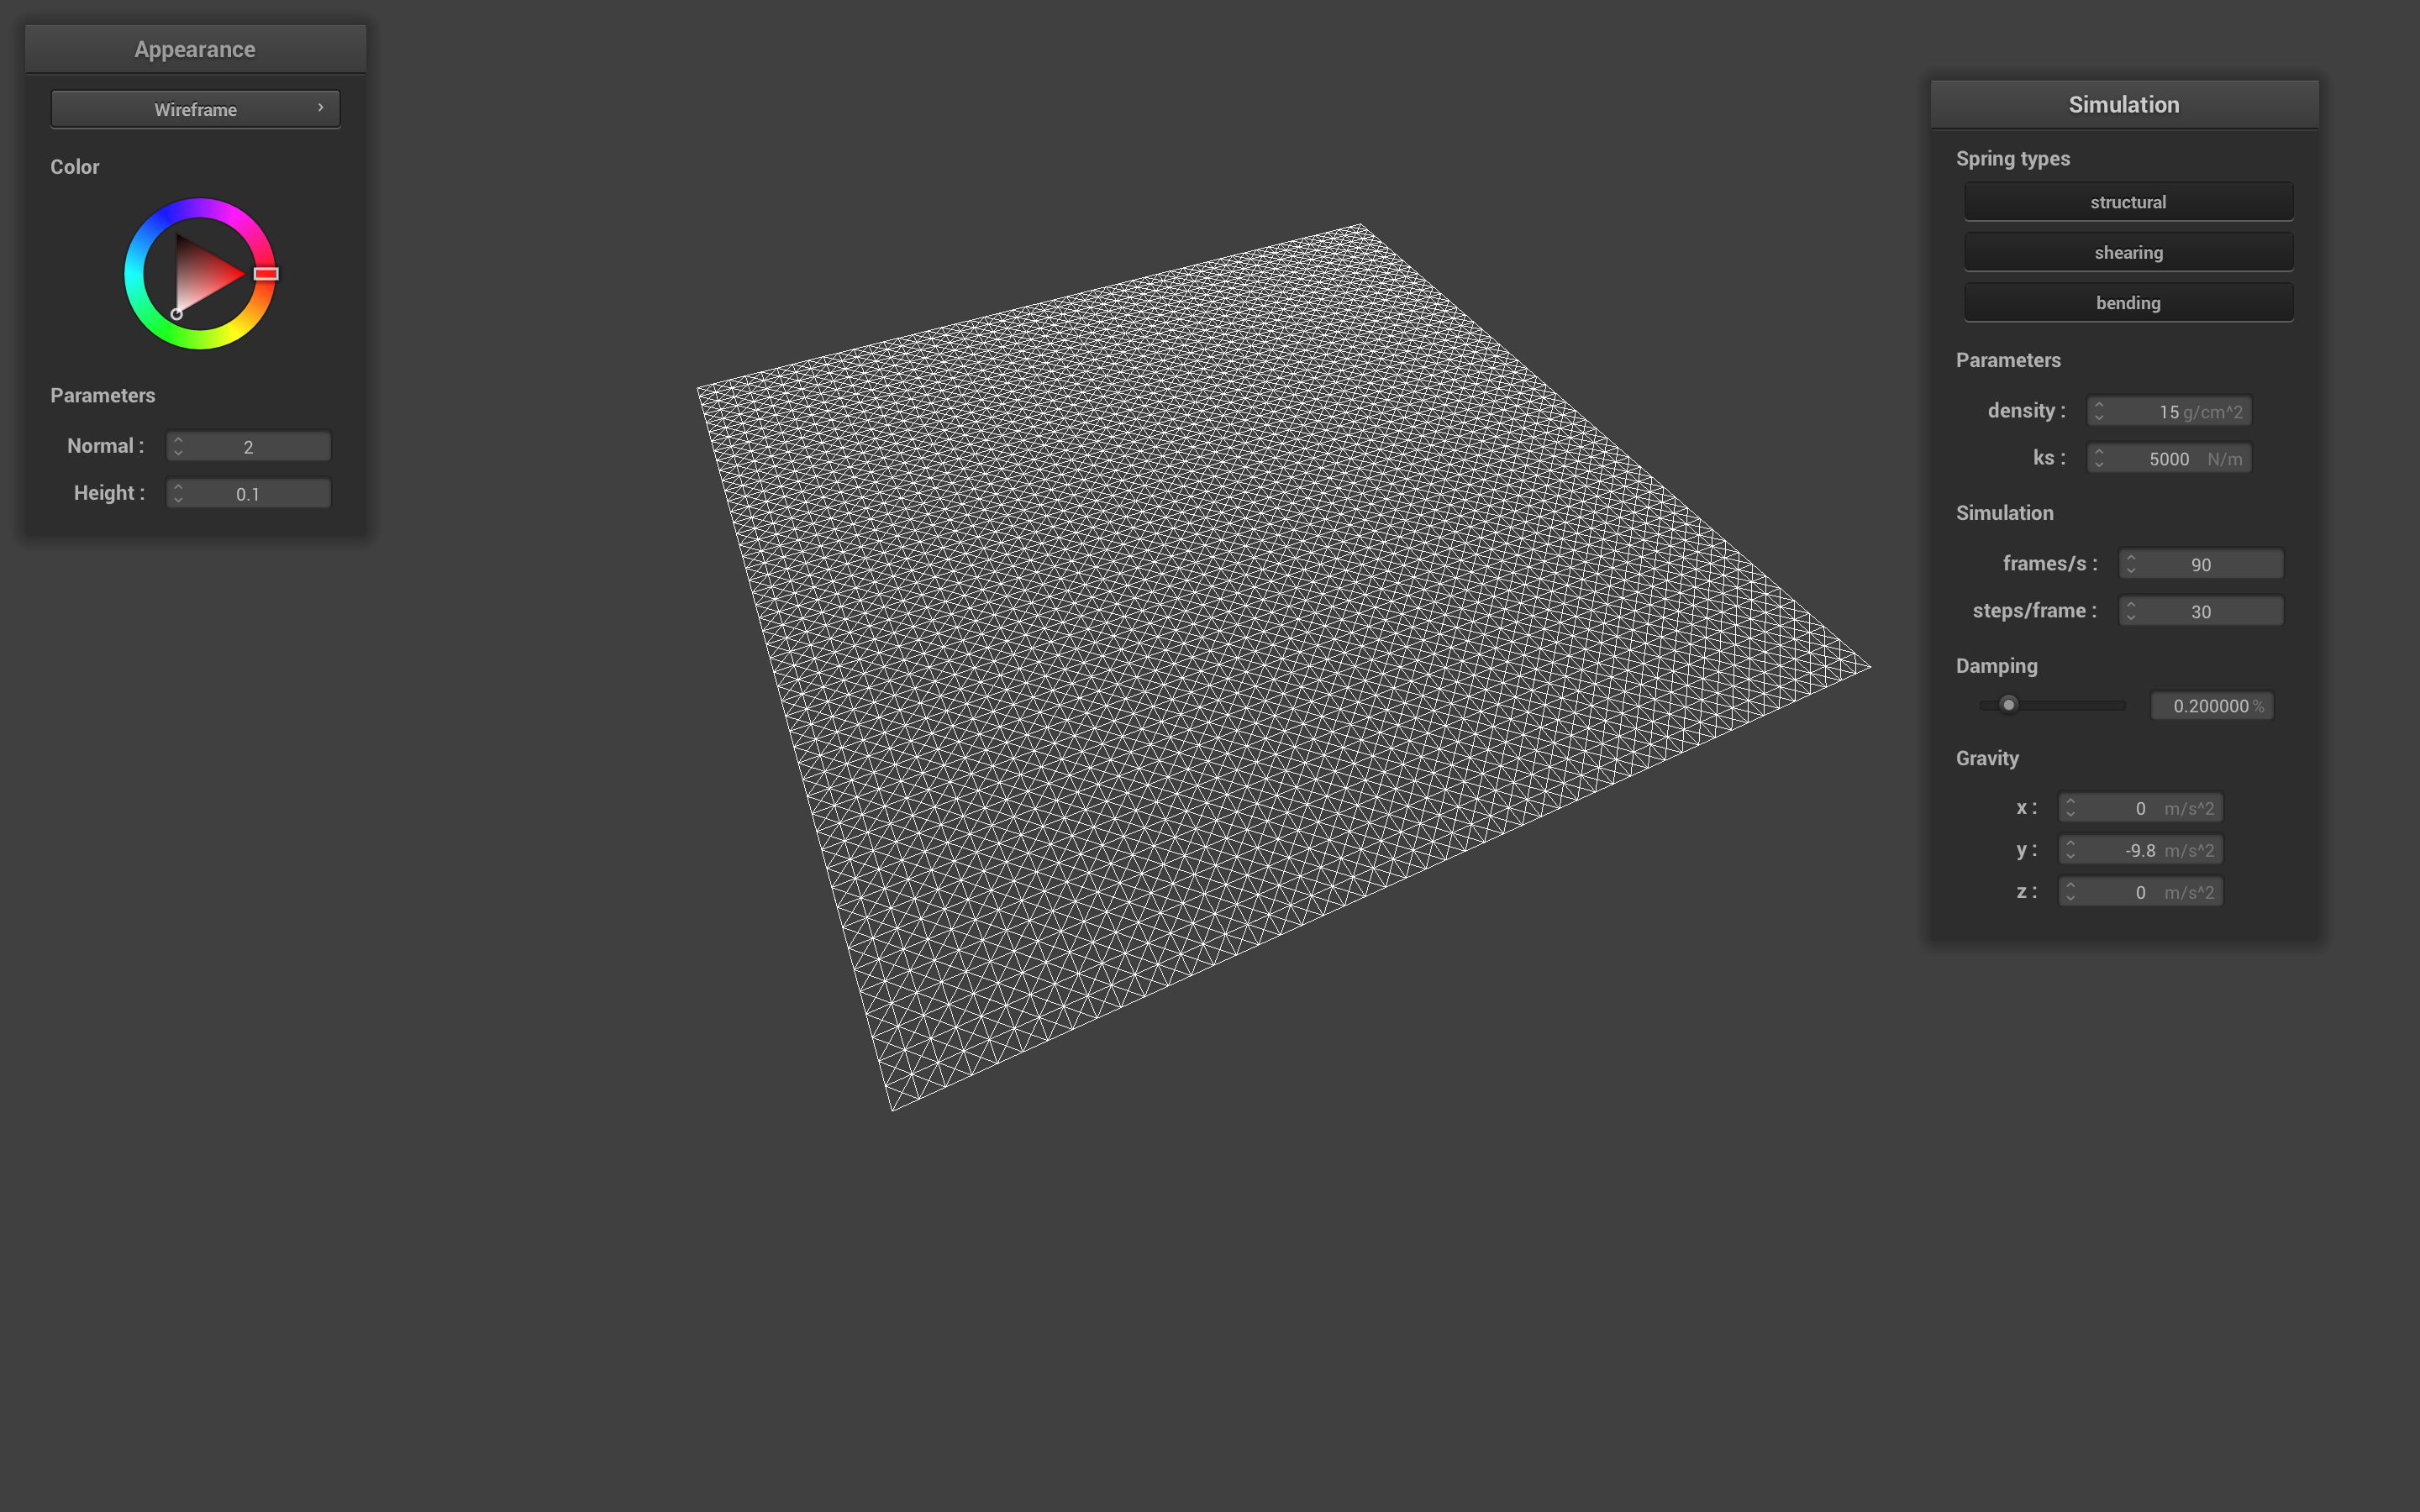 Appearance
Wireframe
Color
Parameters
Normal : 2
Height : 0.1
Simulation
Spring types
structural
shearing
bending
Parameters
density : 15 g/cm^2
ks : 5000 N/m
Simulation
frames/s : 90
steps/frame : 30
Damping
0.200000 %
Gravity
x : 0 m/s^2
y : -9.8 m/s^2
z : 0 m/s^2